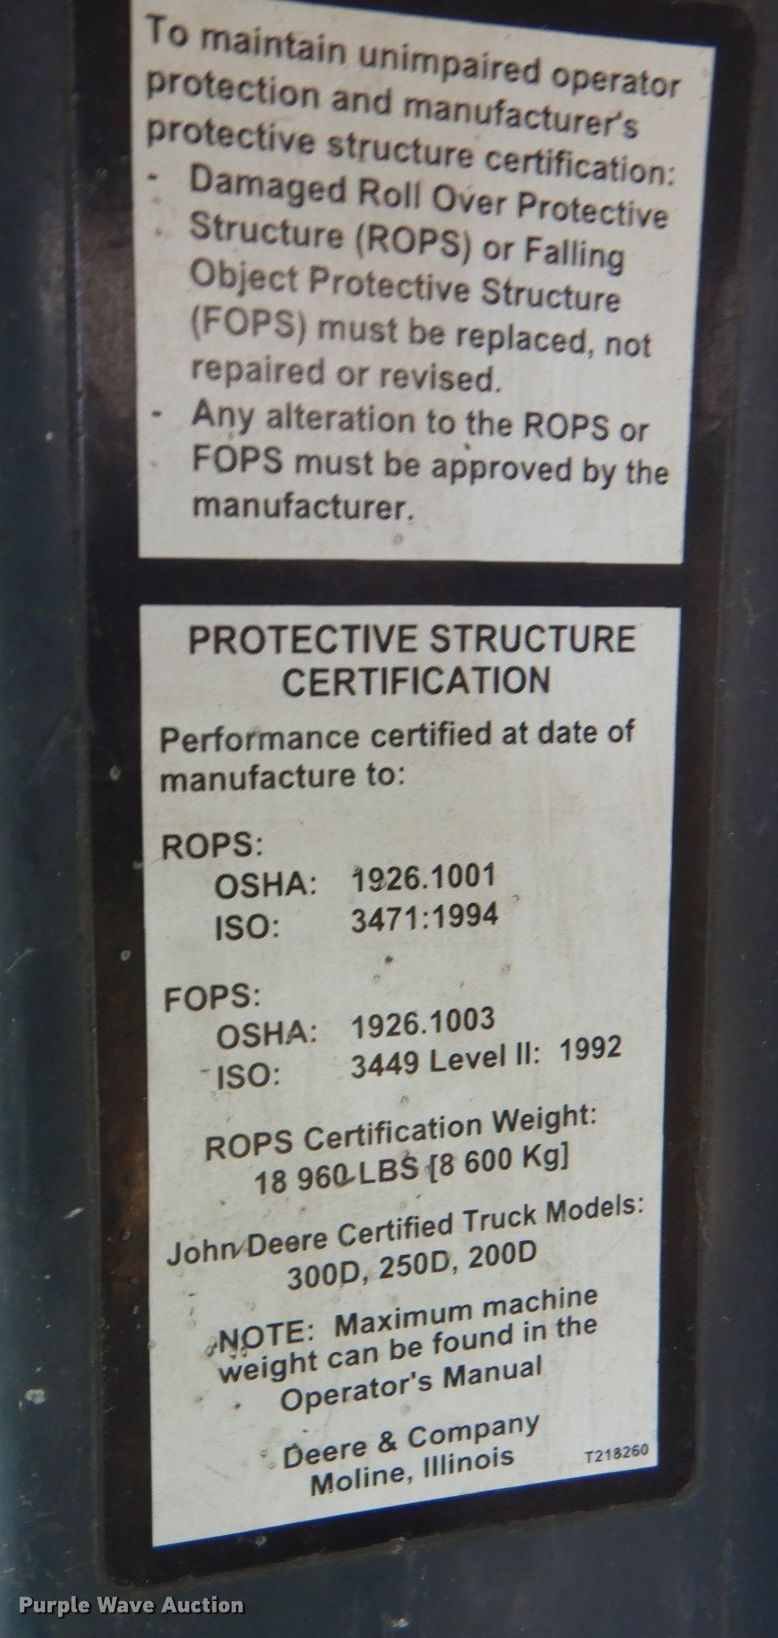 To maintain unimpaired operator
protection and manufacturer's
protective structure certification:
- Damaged Roll Over Protective
Structure (ROPS) or Falling
Object Protective Structure
(FOPS) must be replaced, not
repaired or revised.
- Any alteration to the ROPS or
FOPS must be approved by the
manufacturer.
PROTECTIVE STRUCTURE
CERTIFICATION
Performance certified at date of
manufacture to:
ROPS:
OSHA: 1926.1001
ISO: 3471:1994
FOPS:
OSHA: 1926.1003
ISO: 3449 Level II: 1992
ROPS Certification Weight:
18 960 LBS [8 600 Kg]
John Deere Certified Truck Models:
300D, 250D, 200D
NOTE: Maximum machine
weight can be found in the
Operator's Manual
Deere & Company
Moline, Illinois
T218260
Purple Wave Auction